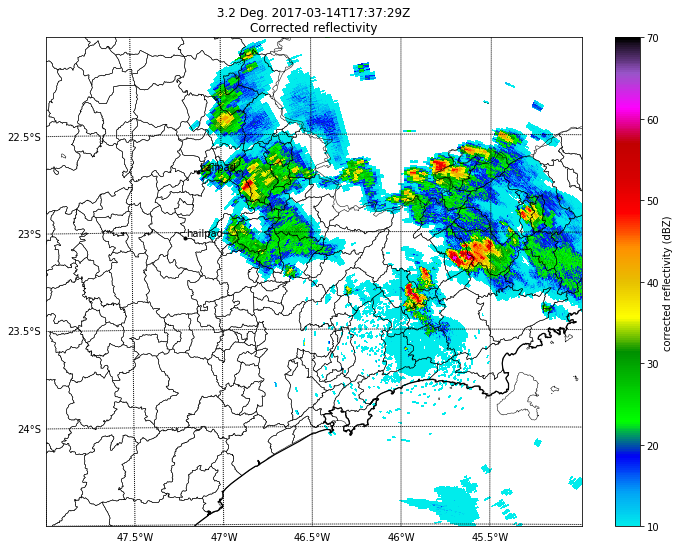 3.2 Deg. 2017-03-14T17:37:29Z
Corrected reflectivity
22.5°S
23°S
23.5°S
24°S
47.5°W
47°W
46.5°W
46°W
45.5°W
hailpad
hailpad
70
60
50
40
30
20
10
corrected reflectivity (dBZ)